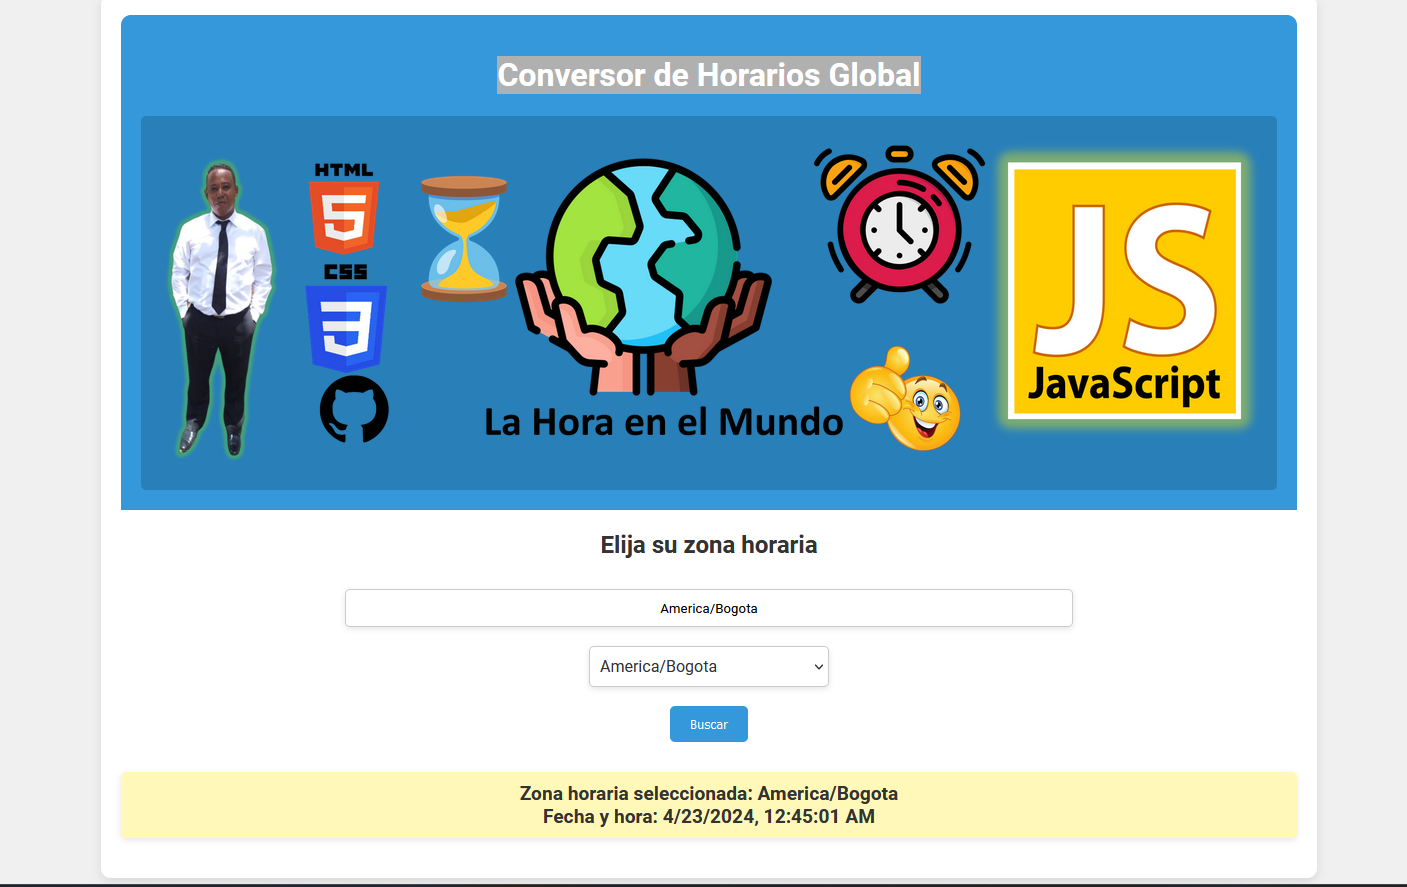 Conversor de Horarios Global
HTML
5
CSS
3
La Hora en el Mundo
JS
JavaScript
Elija su zona horaria
America/Bogota
America/Bogota
Buscar
Zona horaria seleccionada: America/Bogota
Fecha y hora: 4/23/2024, 12:45:01 AM